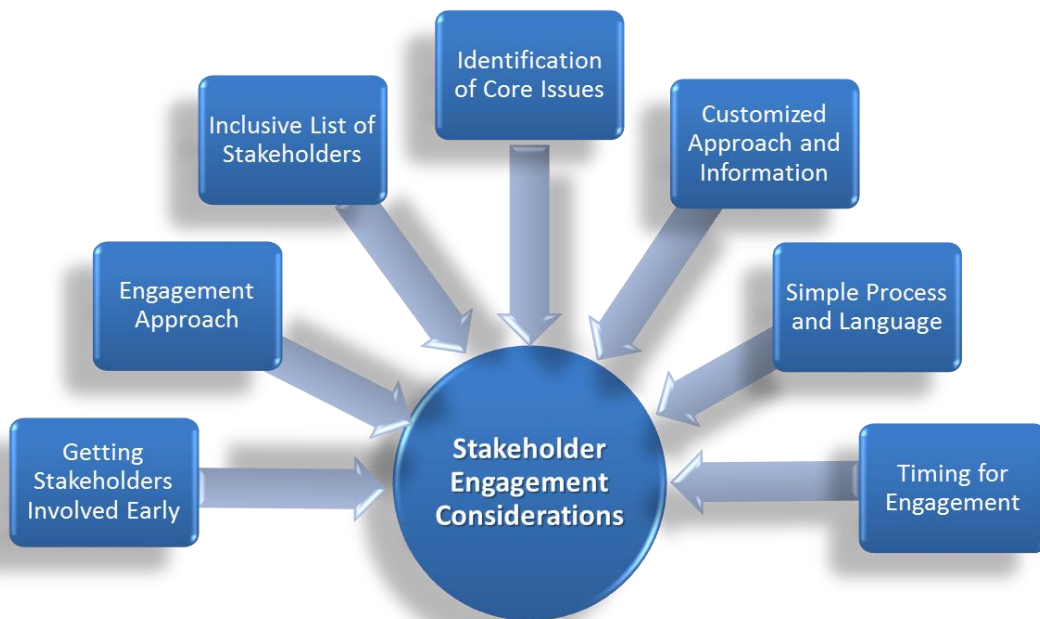 Identification
of Core Issues
Inclusive List of
Stakeholders
Customized
Approach and
Information
Engagement
Approach
Simple Process
and Language
Getting
Stakeholders
Involved Early
Stakeholder
Engagement
Considerations
Timing for
Engagement